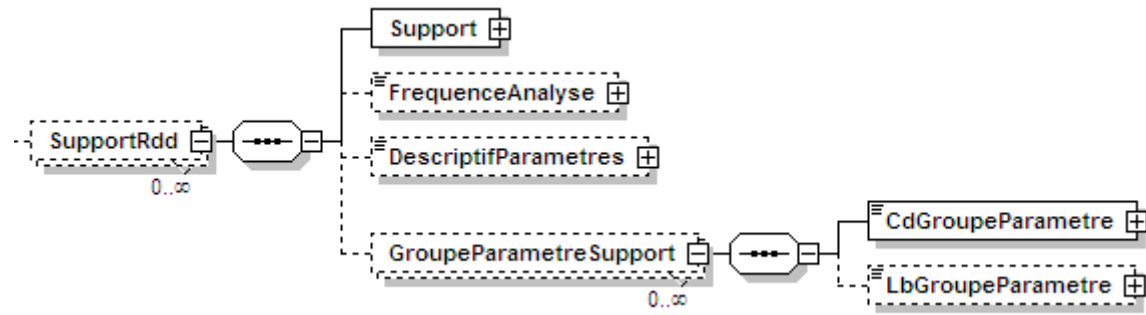 Support
FrequenceAnalyse
SupportRdd
0..∞
DescriptifParametres
GroupeParametreSupport
0..∞
CdGroupeParametre
LbGroupeParametre